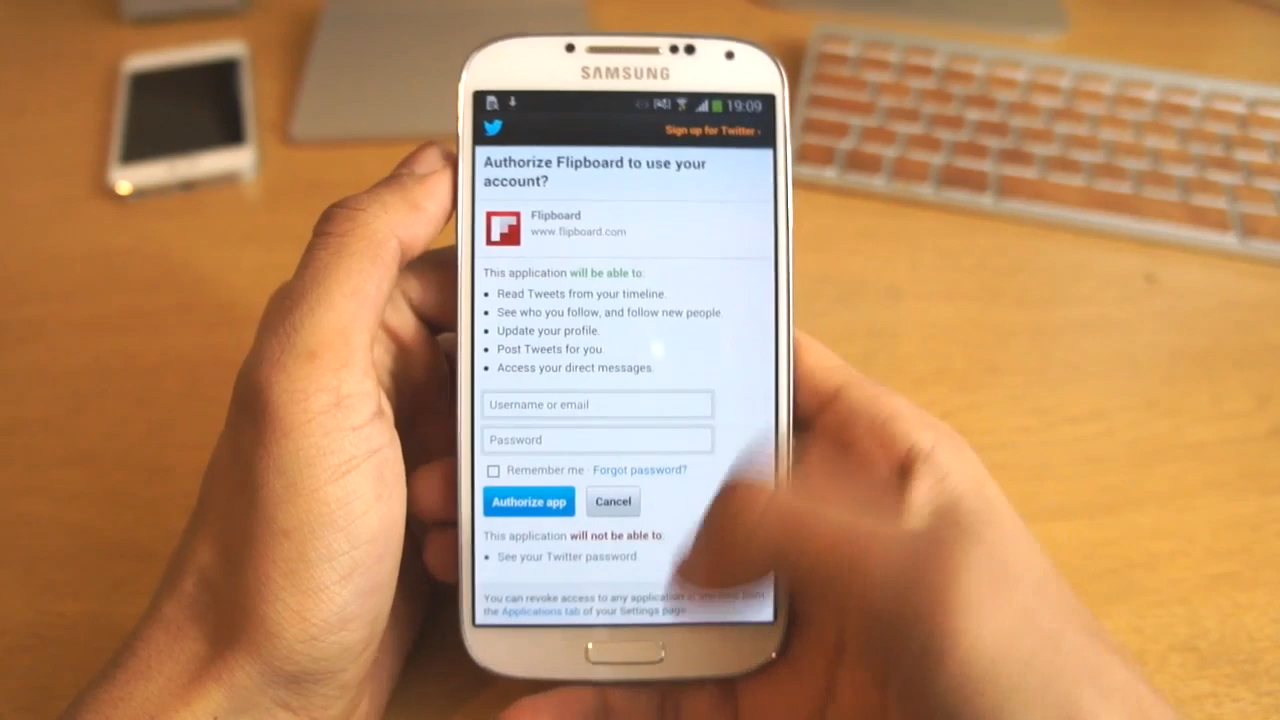 SAMSUNG
19:09
Sign up for Twitter ›
Authorize Flipboard to use your
account?
Flipboard
www.flipboard.com
This application will be able to:
• Read Tweets from your timeline.
• See who you follow, and follow new people.
• Update your profile.
• Post Tweets for you
• Access your direct messages.
Username or email
Password
Remember me · Forgot password?
Authorize app
Cancel
This application will not be able to:
• See your Twitter password.
You can revoke access to any application at any time from
the Applications tab of your Settings page